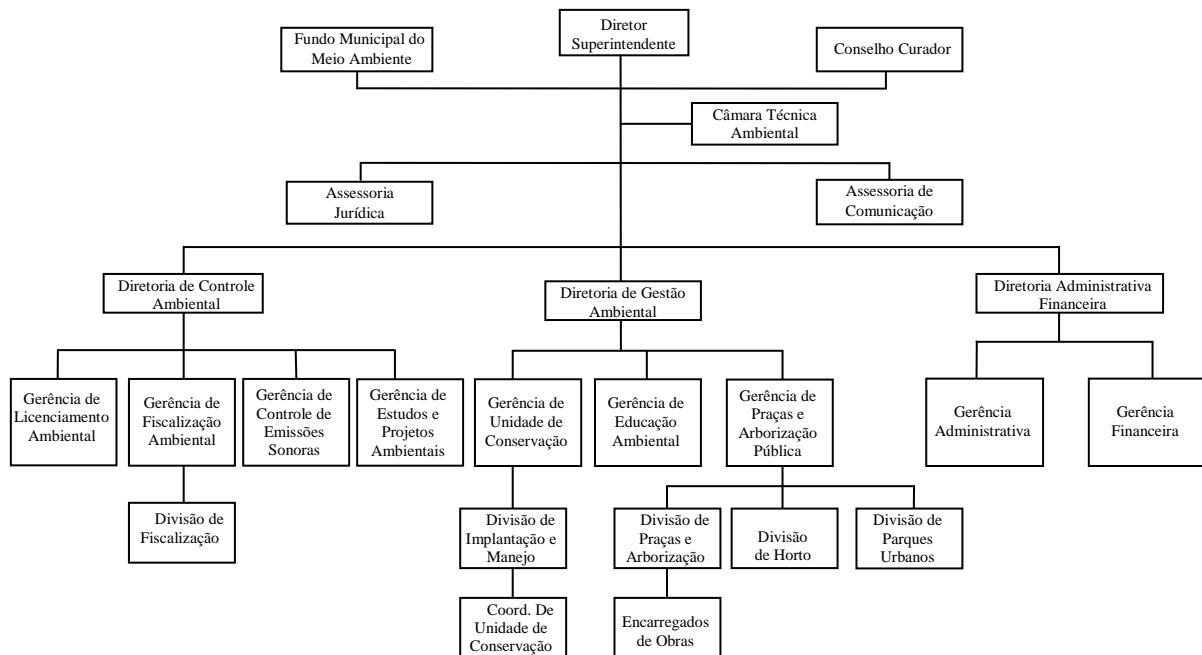 Fundo Municipal do
Meio Ambiente
Diretor
Superintendente
Conselho Curador
Câmara Técnica
Ambiental
Assessoria
Jurídica
Assessoria de
Comunicação
Diretoria de Controle
Ambiental
Diretoria de Gestão
Ambiental
Diretoria Administrativa
Financeira
Gerência de
Licenciamento
Ambiental
Gerência de
Fiscalização
Ambiental
Gerência de
Controle de
Emissões
Sonoras
Gerência de
Estudos e
Projetos
Ambientais
Gerência de
Unidade de
Conservação
Gerência de
Educação
Ambiental
Gerência de
Praças e
Arborização
Pública
Gerência
Administrativa
Gerência
Financeira
Divisão de
Fiscalização
Divisão de
Implantação e
Manejo
Divisão de
Praças e
Arborização
Divisão
de Horto
Divisão de
Parques
Urbanos
Coord. De
Unidade de
Conservação
Encarregados
de Obras